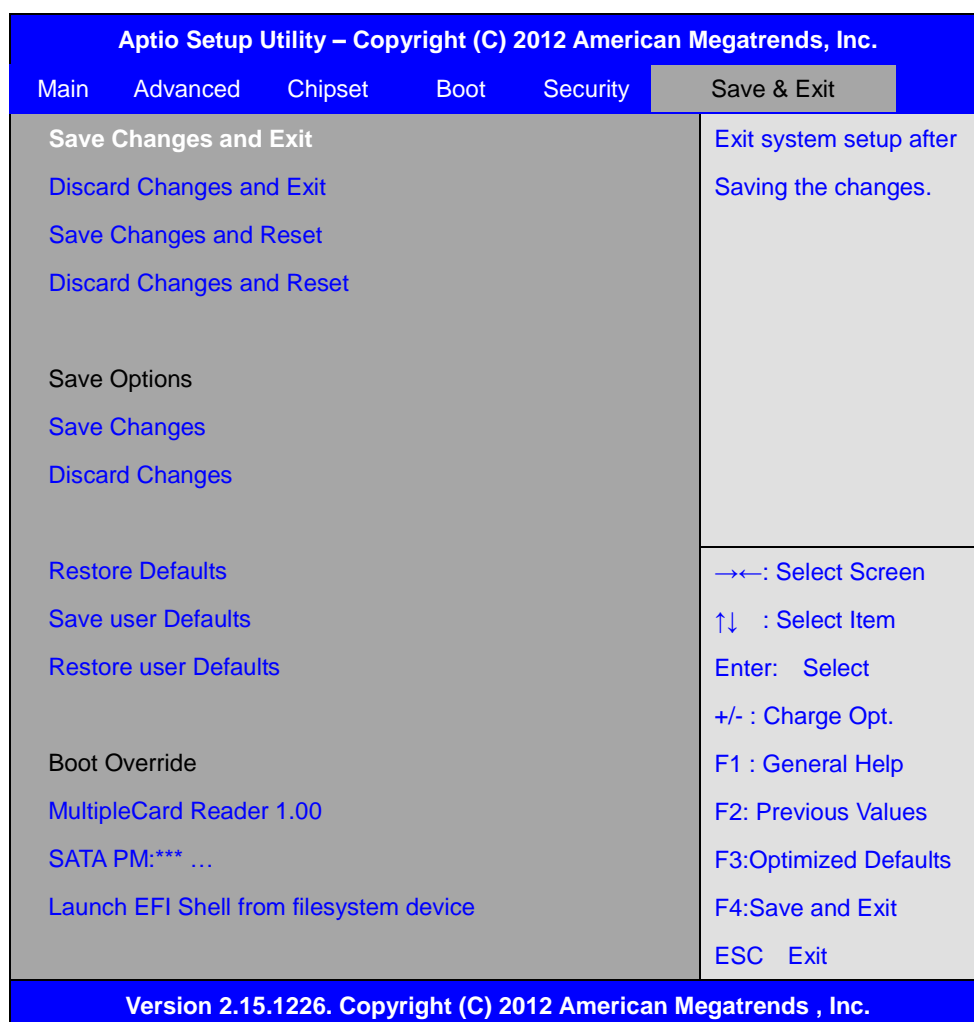 Aptio Setup Utility – Copyright (C) 2012 American Megatrends, Inc.
Main Advanced Chipset Boot Security Save & Exit
Save Changes and Exit
Discard Changes and Exit
Save Changes and Reset
Discard Changes and Reset
Save Options
Save Changes
Discard Changes
Restore Defaults
Save user Defaults
Restore user Defaults
Boot Override
MultipleCard Reader 1.00
SATA PM:*** …
Launch EFI Shell from filesystem device
Exit system setup after
Saving the changes.
→←: Select Screen
↑↓ : Select Item
Enter: Select
+/- : Charge Opt.
F1 : General Help
F2: Previous Values
F3:Optimized Defaults
F4:Save and Exit
ESC Exit
Version 2.15.1226. Copyright (C) 2012 American Megatrends , Inc.